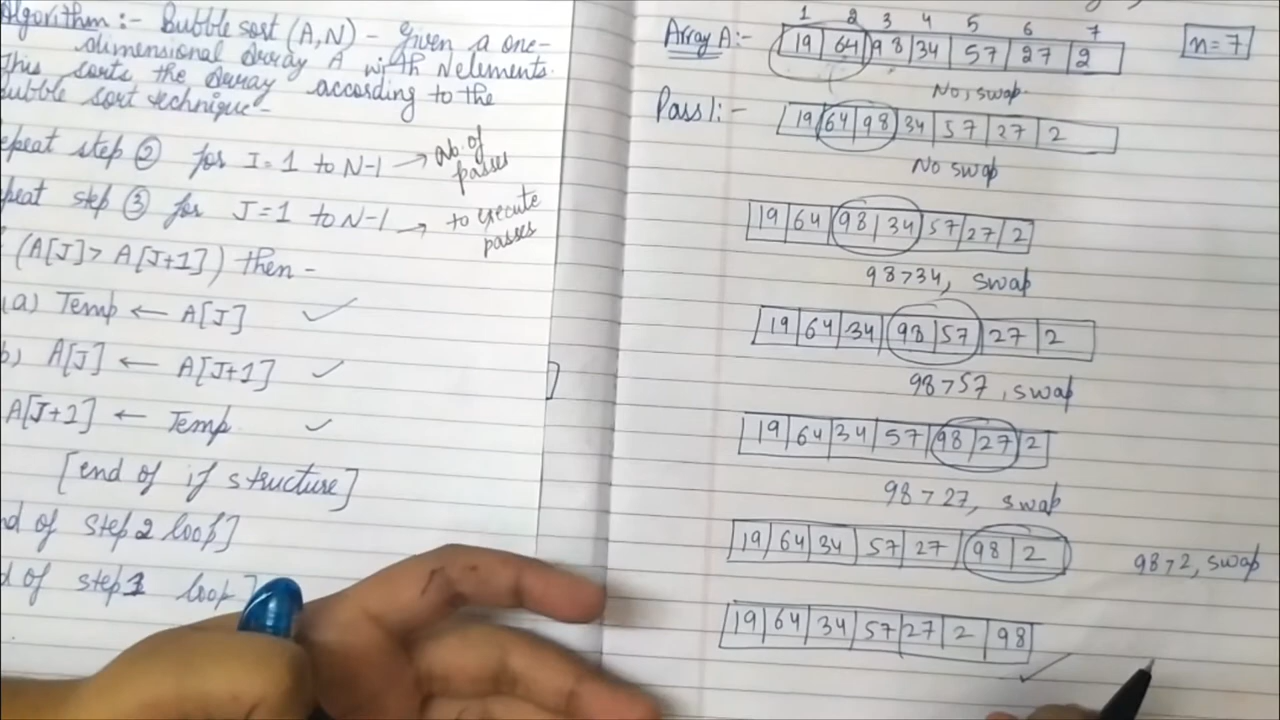 Algorithm :- Bubble sort (A,N) - Given a one-
dimensional array A with N elements.
This sorts the array according to the
bubble sort technique -
epeat step ② for I = 1 to N-1 → No. of passes
peat step ③ for J = 1 to N-1 → to execute passes
(A[J] > A[J+1]) then -
(a) Temp ← A[J] ✓
b) A[J] ← A[J+1] ✓
A[J+1] ← Temp ✓
[end of if structure]
nd of step 2 loop]
d of step 1 loop]
1 2 3 4 5 6 7
Array A :- 19 64 98 34 57 27 2
n = 7
No, swap.
Pass 1 : - 19 64 98 34 57 27 2
No swap
19 64 98 34 57 27 2
98 > 34, swap
19 64 34 98 57 27 2
98 > 57, swap
19 64 34 57 98 27 2
98 > 27, swap
19 64 34 57 27 98 2
98 > 2, swap
19 64 34 57 27 2 98